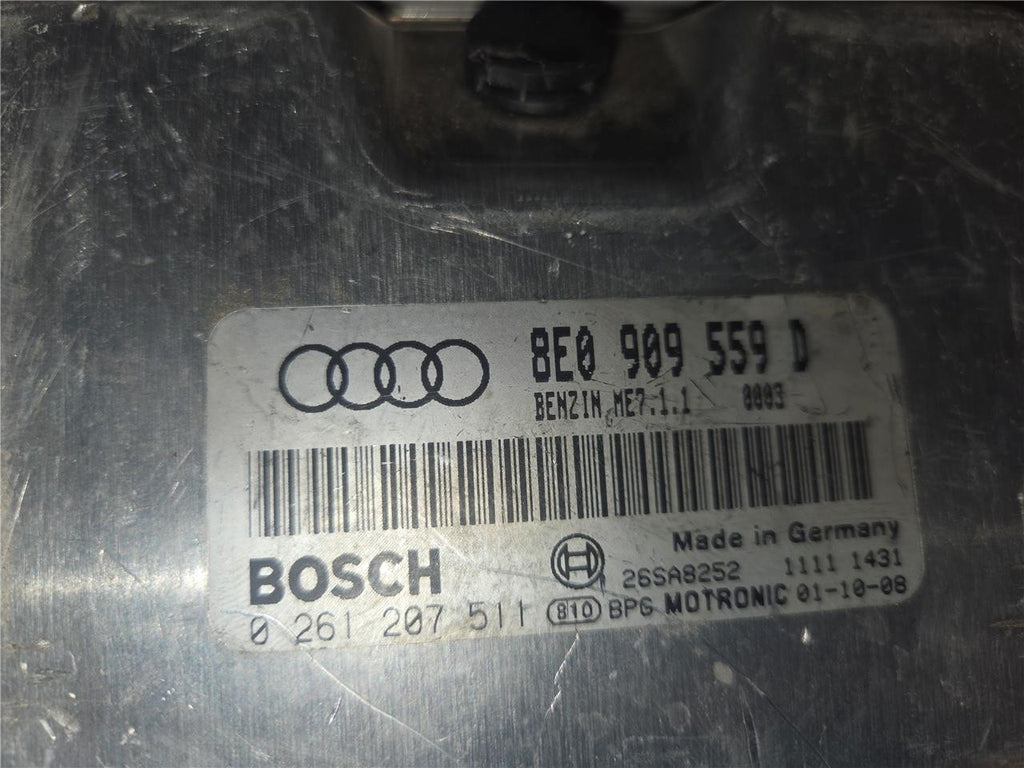 8E0 909 559 D
BENZIN ME7.1.1 0003
Made in Germany
BOSCH 26SA8252 1111 1431
0 261 207 511 810 BPG MOTRONIC 01-10-08